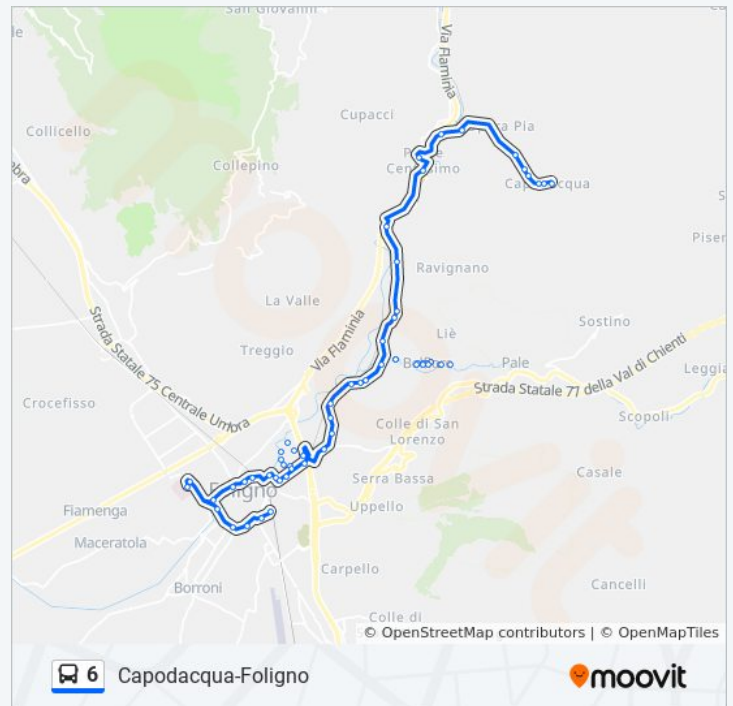 San Giovanni
Via Flaminia
Cupacci
Collicello
Collepino
Capodacqua
Ravignano
La Valle
Sostino
Liè
Via Flaminia
Treggio
Pale
Strada Statale 75 Centrale Umbra
Strada Statale 77 della Val di Chienti
Crocefisso
Scopoli
Colle di San
Lorenzo
Casale
Serra Bassa
Foligno
Uppello
Fiamenga
Maceratola
Carpello
Borroni
Cancelli
Colle di
© OpenStreetMap contributors | © OpenMapTiles
6 Capodacqua-Foligno
moovit